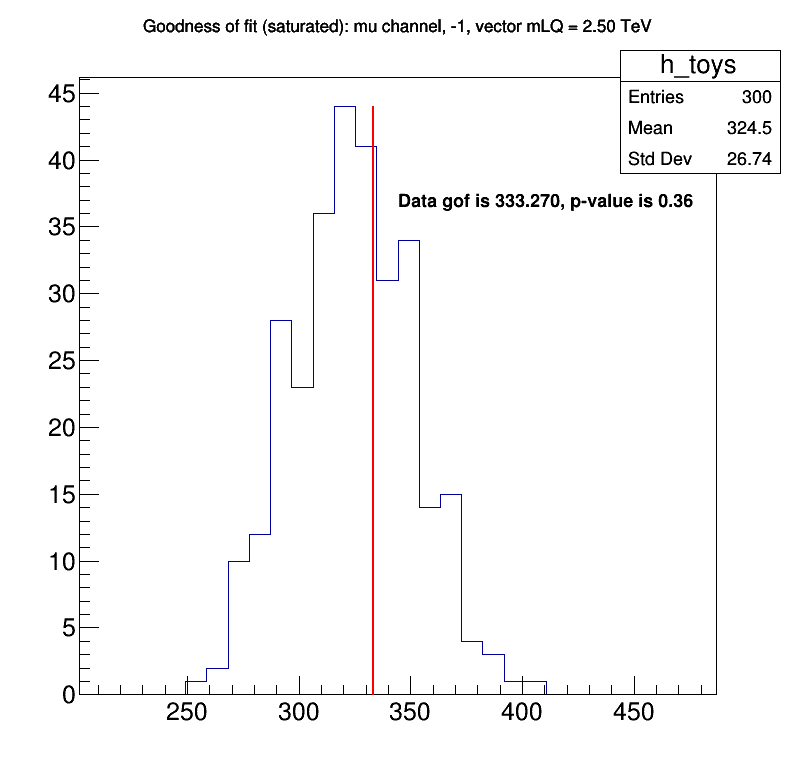 Goodness of fit (saturated): mu channel, -1, vector mLQ = 2.50 TeV
h_toys
Entries 300
Mean 324.5
Std Dev 26.74
Data gof is 333.270, p-value is 0.36
45
40
35
30
25
20
15
10
5
0
250 300 350 400 450